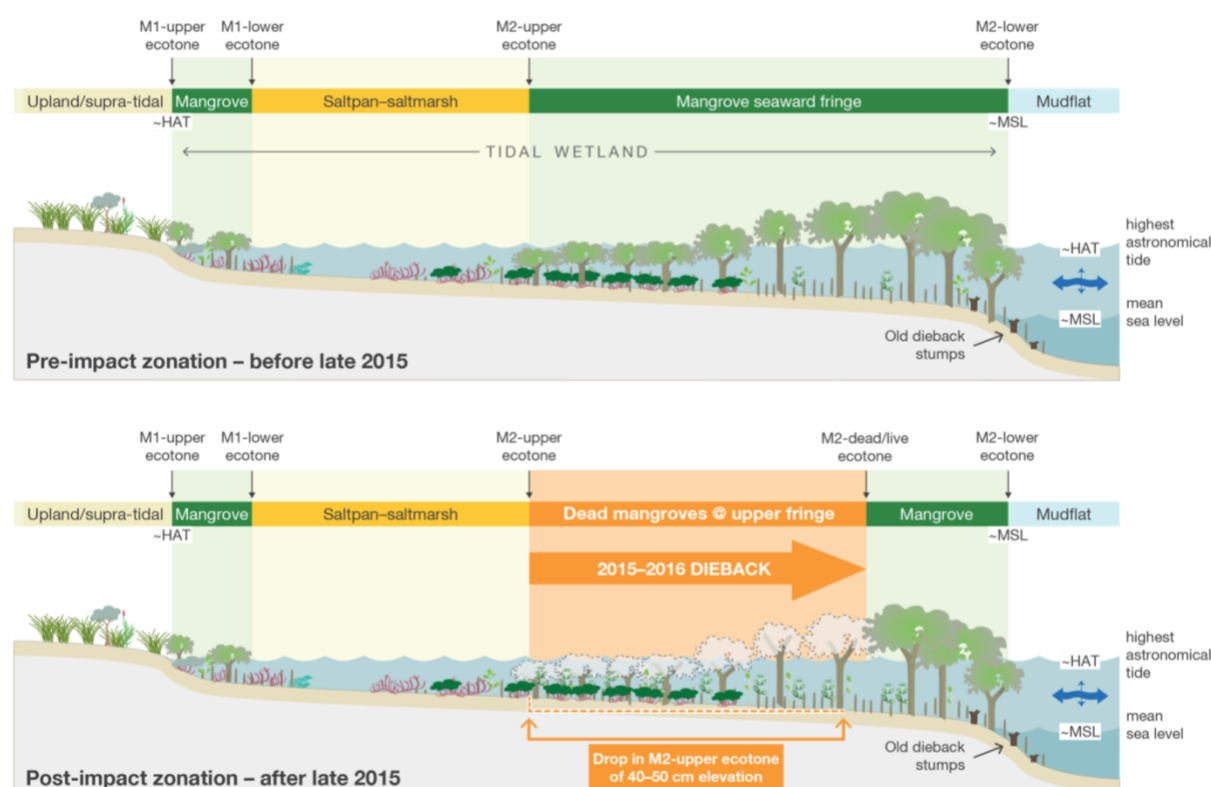 M1-upper ecotone
M1-lower ecotone
M2-upper ecotone
M2-lower ecotone
Upland/supra-tidal
Mangrove
Saltpan–saltmarsh
Mangrove seaward fringe
Mudflat
~HAT
~MSL
TIDAL WETLAND
highest
astronomical
tide
~HAT
mean
sea level
~MSL
Old dieback
stumps
Pre-impact zonation – before late 2015
M1-upper ecotone
M1-lower ecotone
M2-upper ecotone
M2-dead/live ecotone
M2-lower ecotone
Upland/supra-tidal
Mangrove
Saltpan–saltmarsh
Dead mangroves @ upper fringe
Mangrove
Mudflat
~HAT
~MSL
2015–2016 DIEBACK
highest
astronomical
tide
~HAT
mean
sea level
~MSL
Old dieback
stumps
Drop in M2-upper ecotone
of 40–50 cm elevation
Post-impact zonation – after late 2015